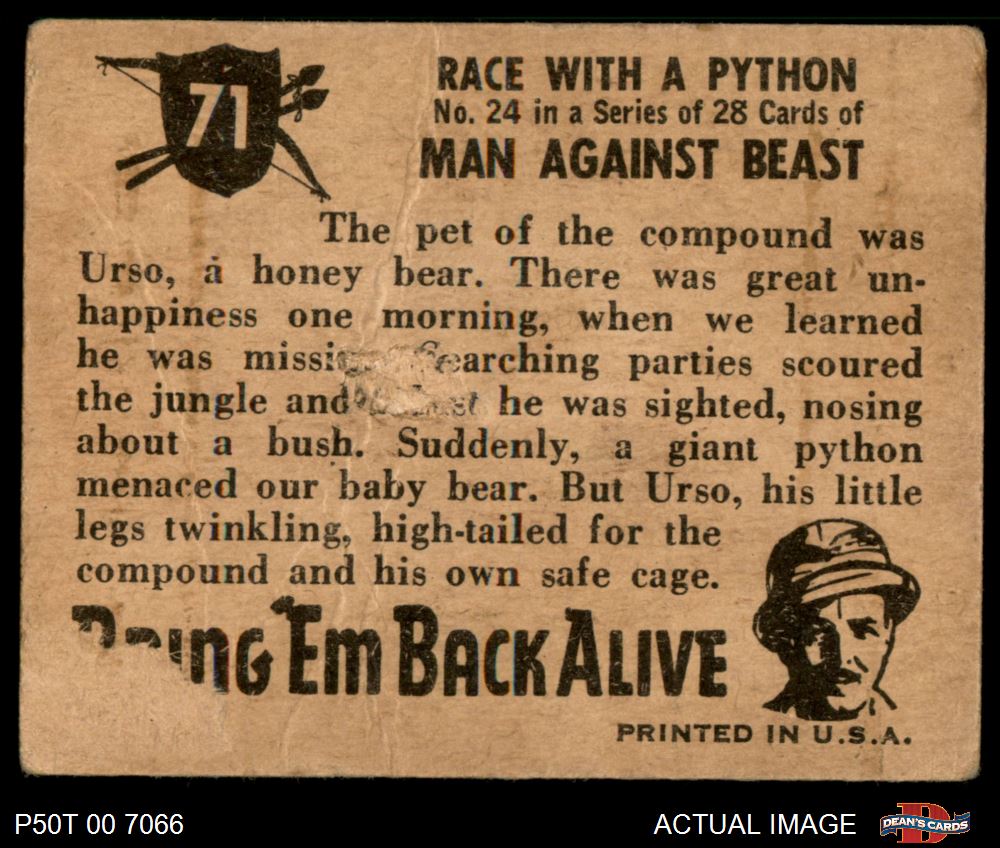 71
RACE WITH A PYTHON
No. 24 in a Series of 28 Cards of
MAN AGAINST BEAST
The pet of the compound was
Urso, a honey bear. There was great un-
happiness one morning, when we learned
he was Searching parties scoured
the jungle and he was sighted, nosing
about a bush. Suddenly, a giant python
menaced our baby bear. But Urso, his little
legs twinkling, high-tailed for the
compound and his own safe cage.
BRING 'EM BACK ALIVE
PRINTED IN U.S.A.
P50T 00 7066
ACTUAL IMAGE
DEAN'S CARDS